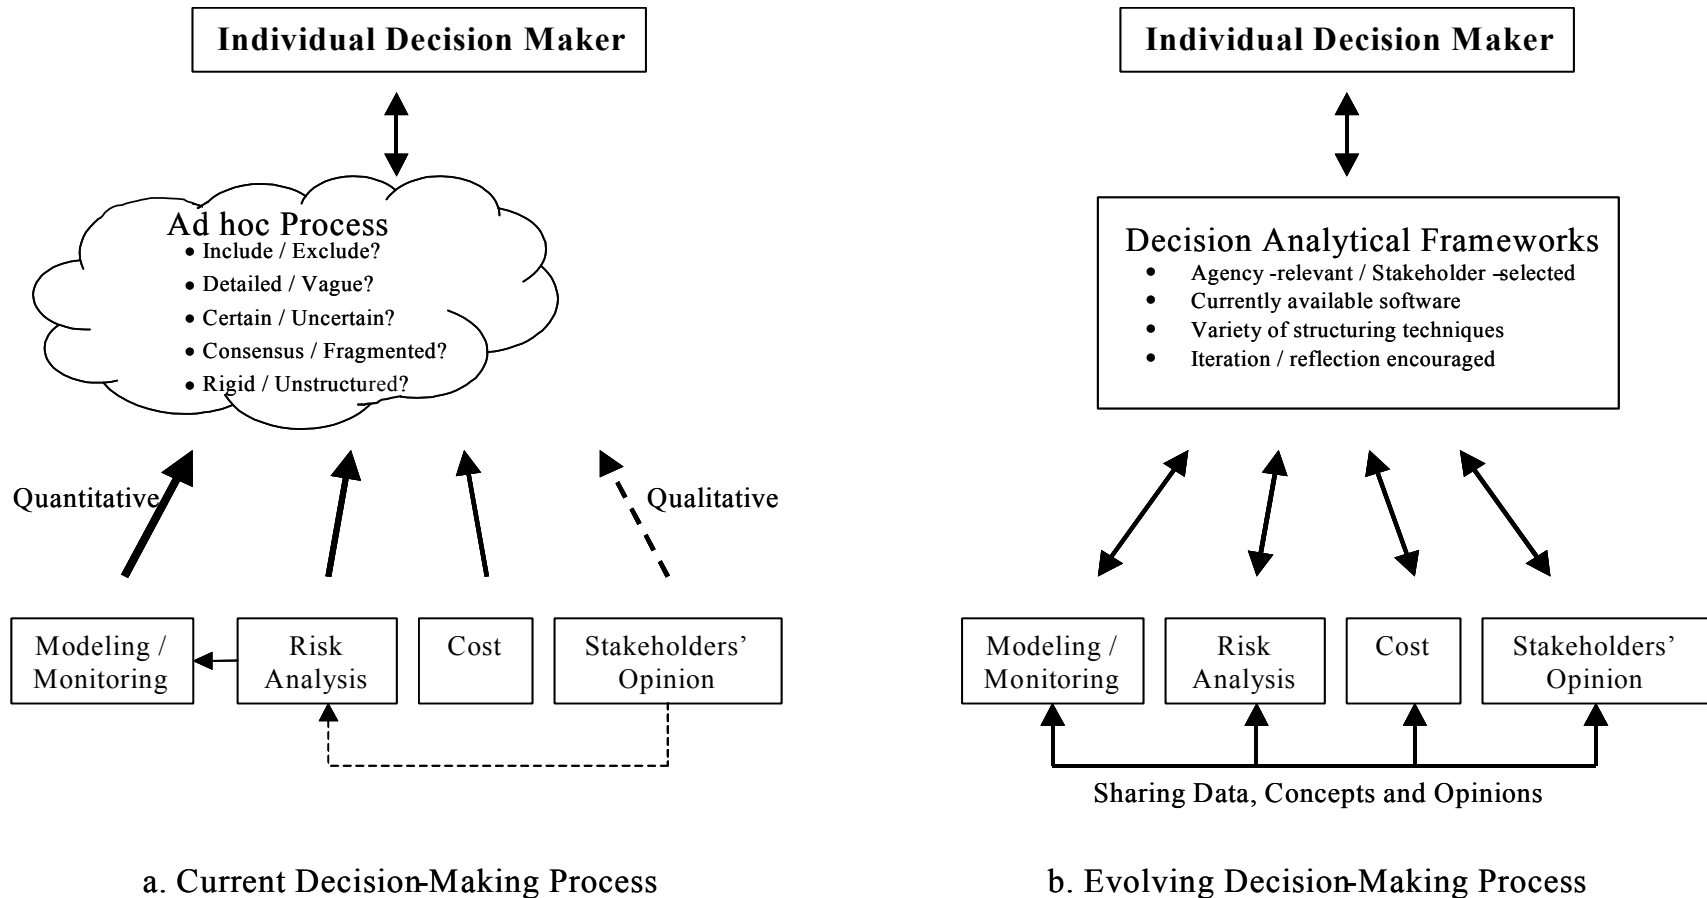 Individual Decision Maker
Ad hoc Process
• Include / Exclude?
• Detailed / Vague?
• Certain / Uncertain?
• Consensus / Fragmented?
• Rigid / Unstructured?
Quantitative
Qualitative
Modeling /
Monitoring
Risk
Analysis
Cost
Stakeholders’
Opinion
a. Current Decision-Making Process
Individual Decision Maker
Decision Analytical Frameworks
• Agency -relevant / Stakeholder -selected
• Currently available software
• Variety of structuring techniques
• Iteration / reflection encouraged
Modeling /
Monitoring
Risk
Analysis
Cost
Stakeholders’
Opinion
Sharing Data, Concepts and Opinions
b. Evolving Decision-Making Process